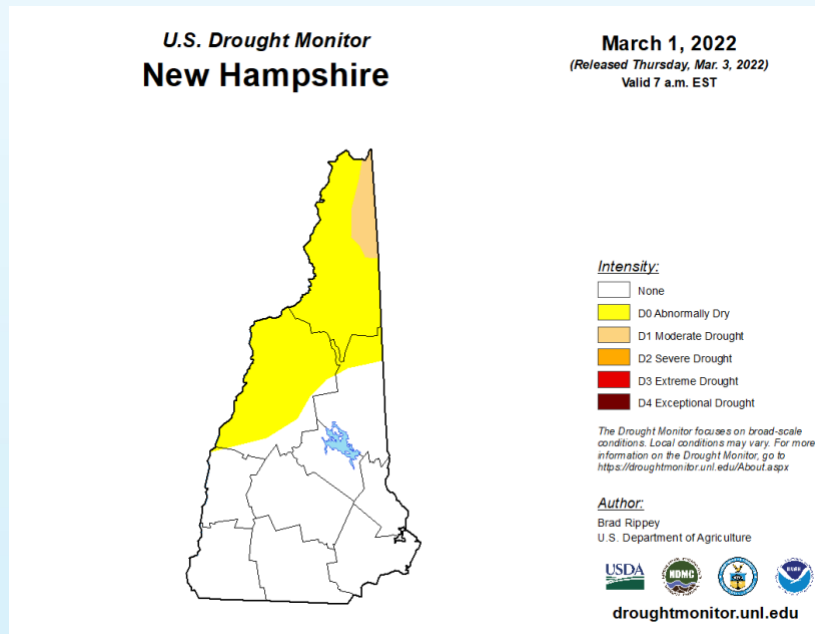 U.S. Drought Monitor
New Hampshire
March 1, 2022
(Released Thursday, Mar. 3, 2022)
Valid 7 a.m. EST
Intensity:
None
D0 Abnormally Dry
D1 Moderate Drought
D2 Severe Drought
D3 Extreme Drought
D4 Exceptional Drought
The Drought Monitor focuses on broad-scale
conditions. Local conditions may vary. For more
information on the Drought Monitor, go to
https://droughtmonitor.unl.edu/About.aspx
Author:
Brad Rippey
U.S. Department of Agriculture
USDA
NDMC
droughtmonitor.unl.edu